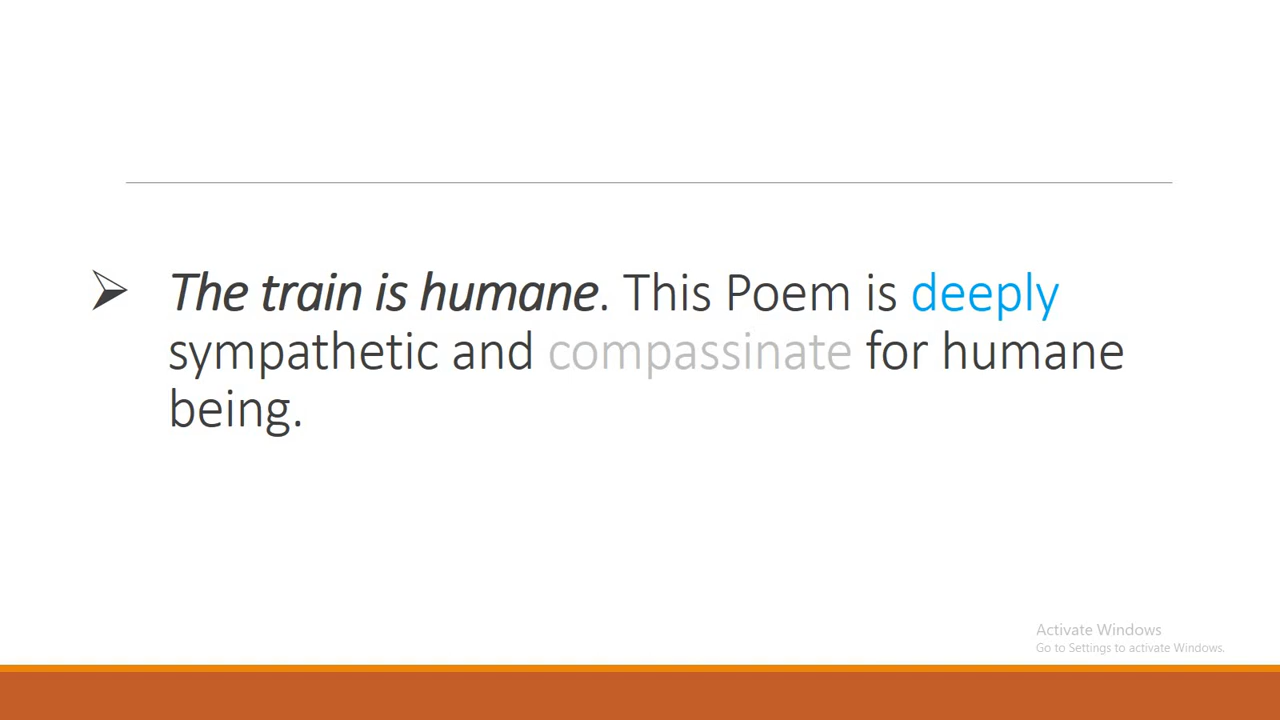 The train is humane. This Poem is deeply
sympathetic and compassinate for humane
being.
Activate Windows
Go to Settings to activate Windows.